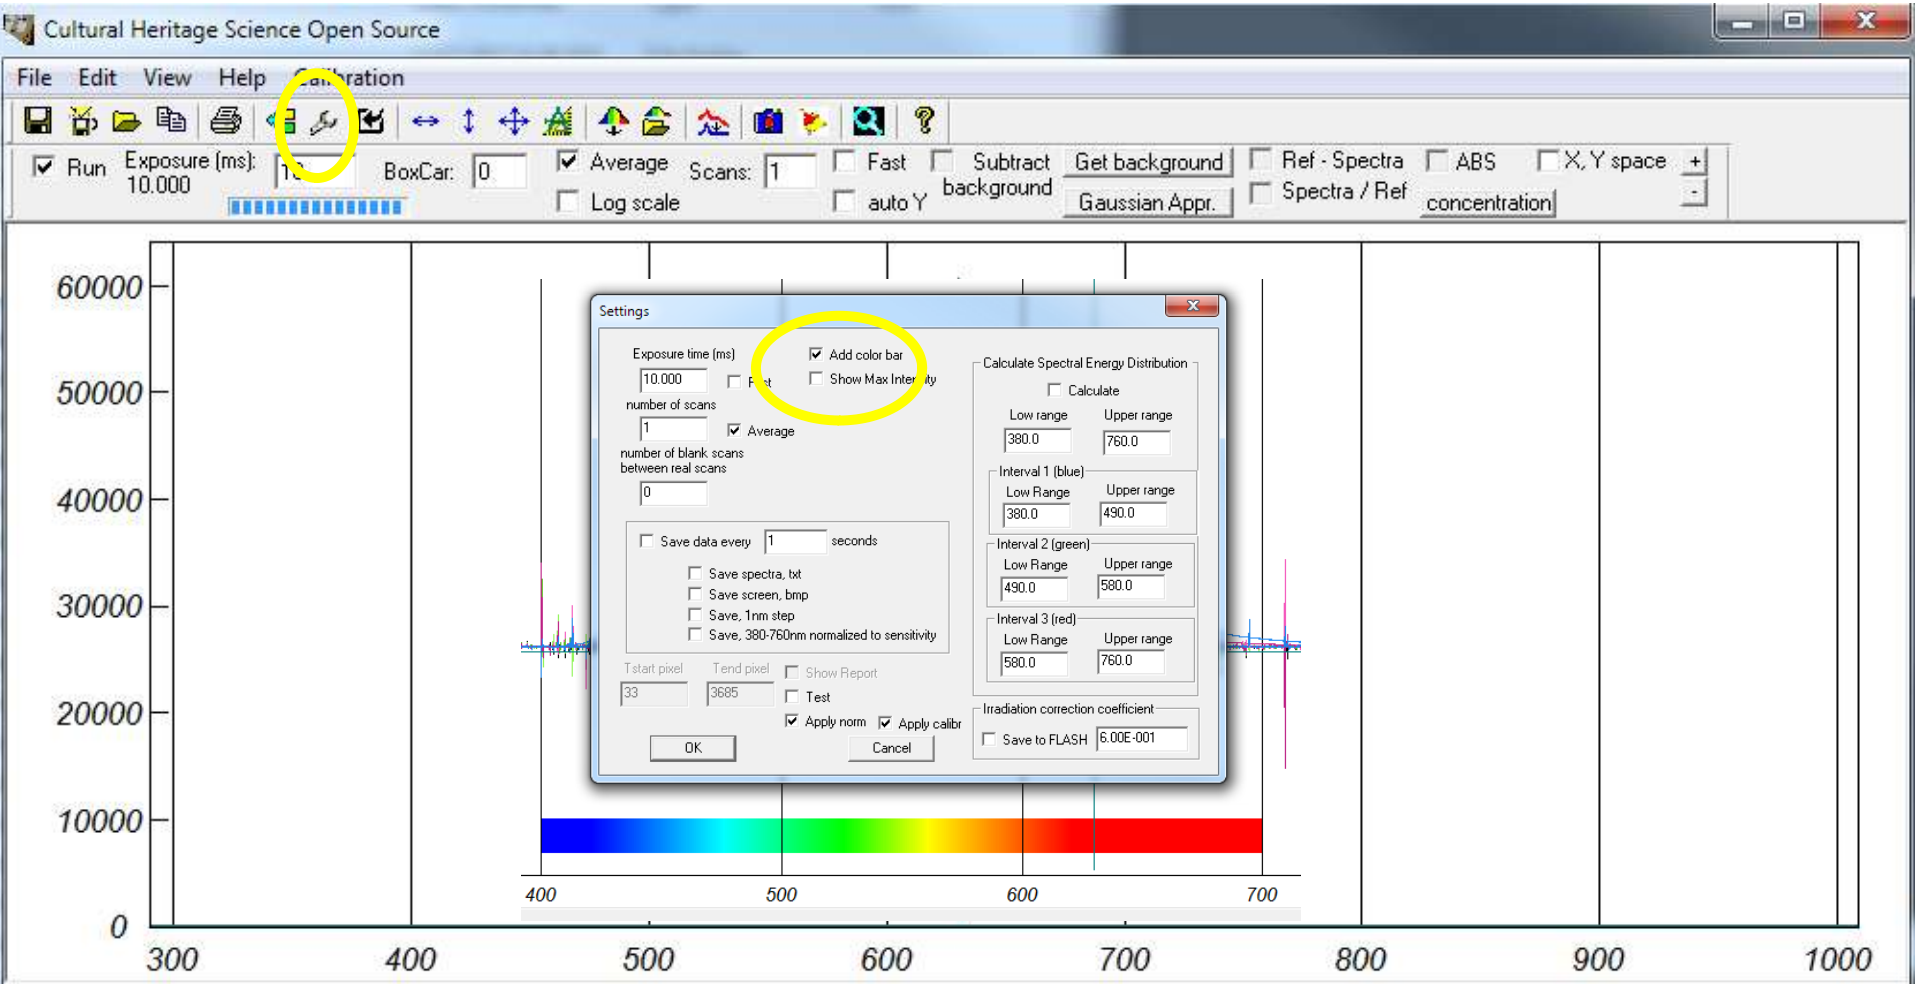 Cultural Heritage Science Open Source
File Edit View Help Calibration
Run Exposure (ms): 10.000 10 BoxCar: 0
Average Scans: 1
Log scale
Fast Subtract background Get background
auto Y Gaussian Appr.
Ref - Spectra ABS X, Y space +
Spectra / Ref concentration -
60000
50000
40000
30000
20000
10000
0
300 400 500 600 700 800 900 1000
Settings
Exposure time (ms)
10.000 Fast
number of scans
1 Average
number of blank scans
between real scans
0
Add color bar
Show Max Intensity
Save data every 1 seconds
Save spectra, txt
Save screen, bmp
Save, 1nm step
Save, 380-760nm normalized to sensitivity
Tstart pixel Tend pixel Show Report
33 3685 Test
Apply norm Apply calibr
OK Cancel
Calculate Spectral Energy Distribution
Calculate
Low range Upper range
380.0 760.0
Interval 1 (blue)
Low Range Upper range
380.0 490.0
Interval 2 (green)
Low Range Upper range
490.0 580.0
Interval 3 (red)
Low Range Upper range
580.0 760.0
Irradiation correction coefficient
Save to FLASH 6.00E-001
400 500 600 700